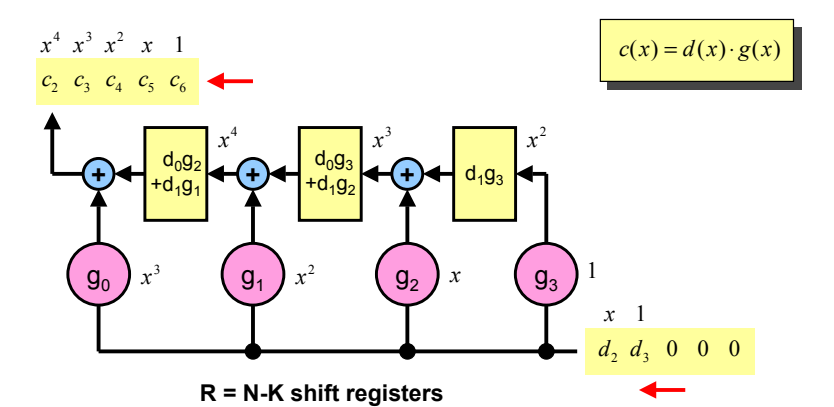 x⁴ x³ x² x 1
c₂ c₃ c₄ c₅ c₆
c(x) = d(x) · g(x)
x⁴ x³ x²
+ d₀g₂ + d₀g₃ + d₁g₃
+d₁g₁ +d₁g₂
g₀ x³ g₁ x² g₂ x g₃ 1
x 1
d₂ d₃ 0 0 0
R = N-K shift registers